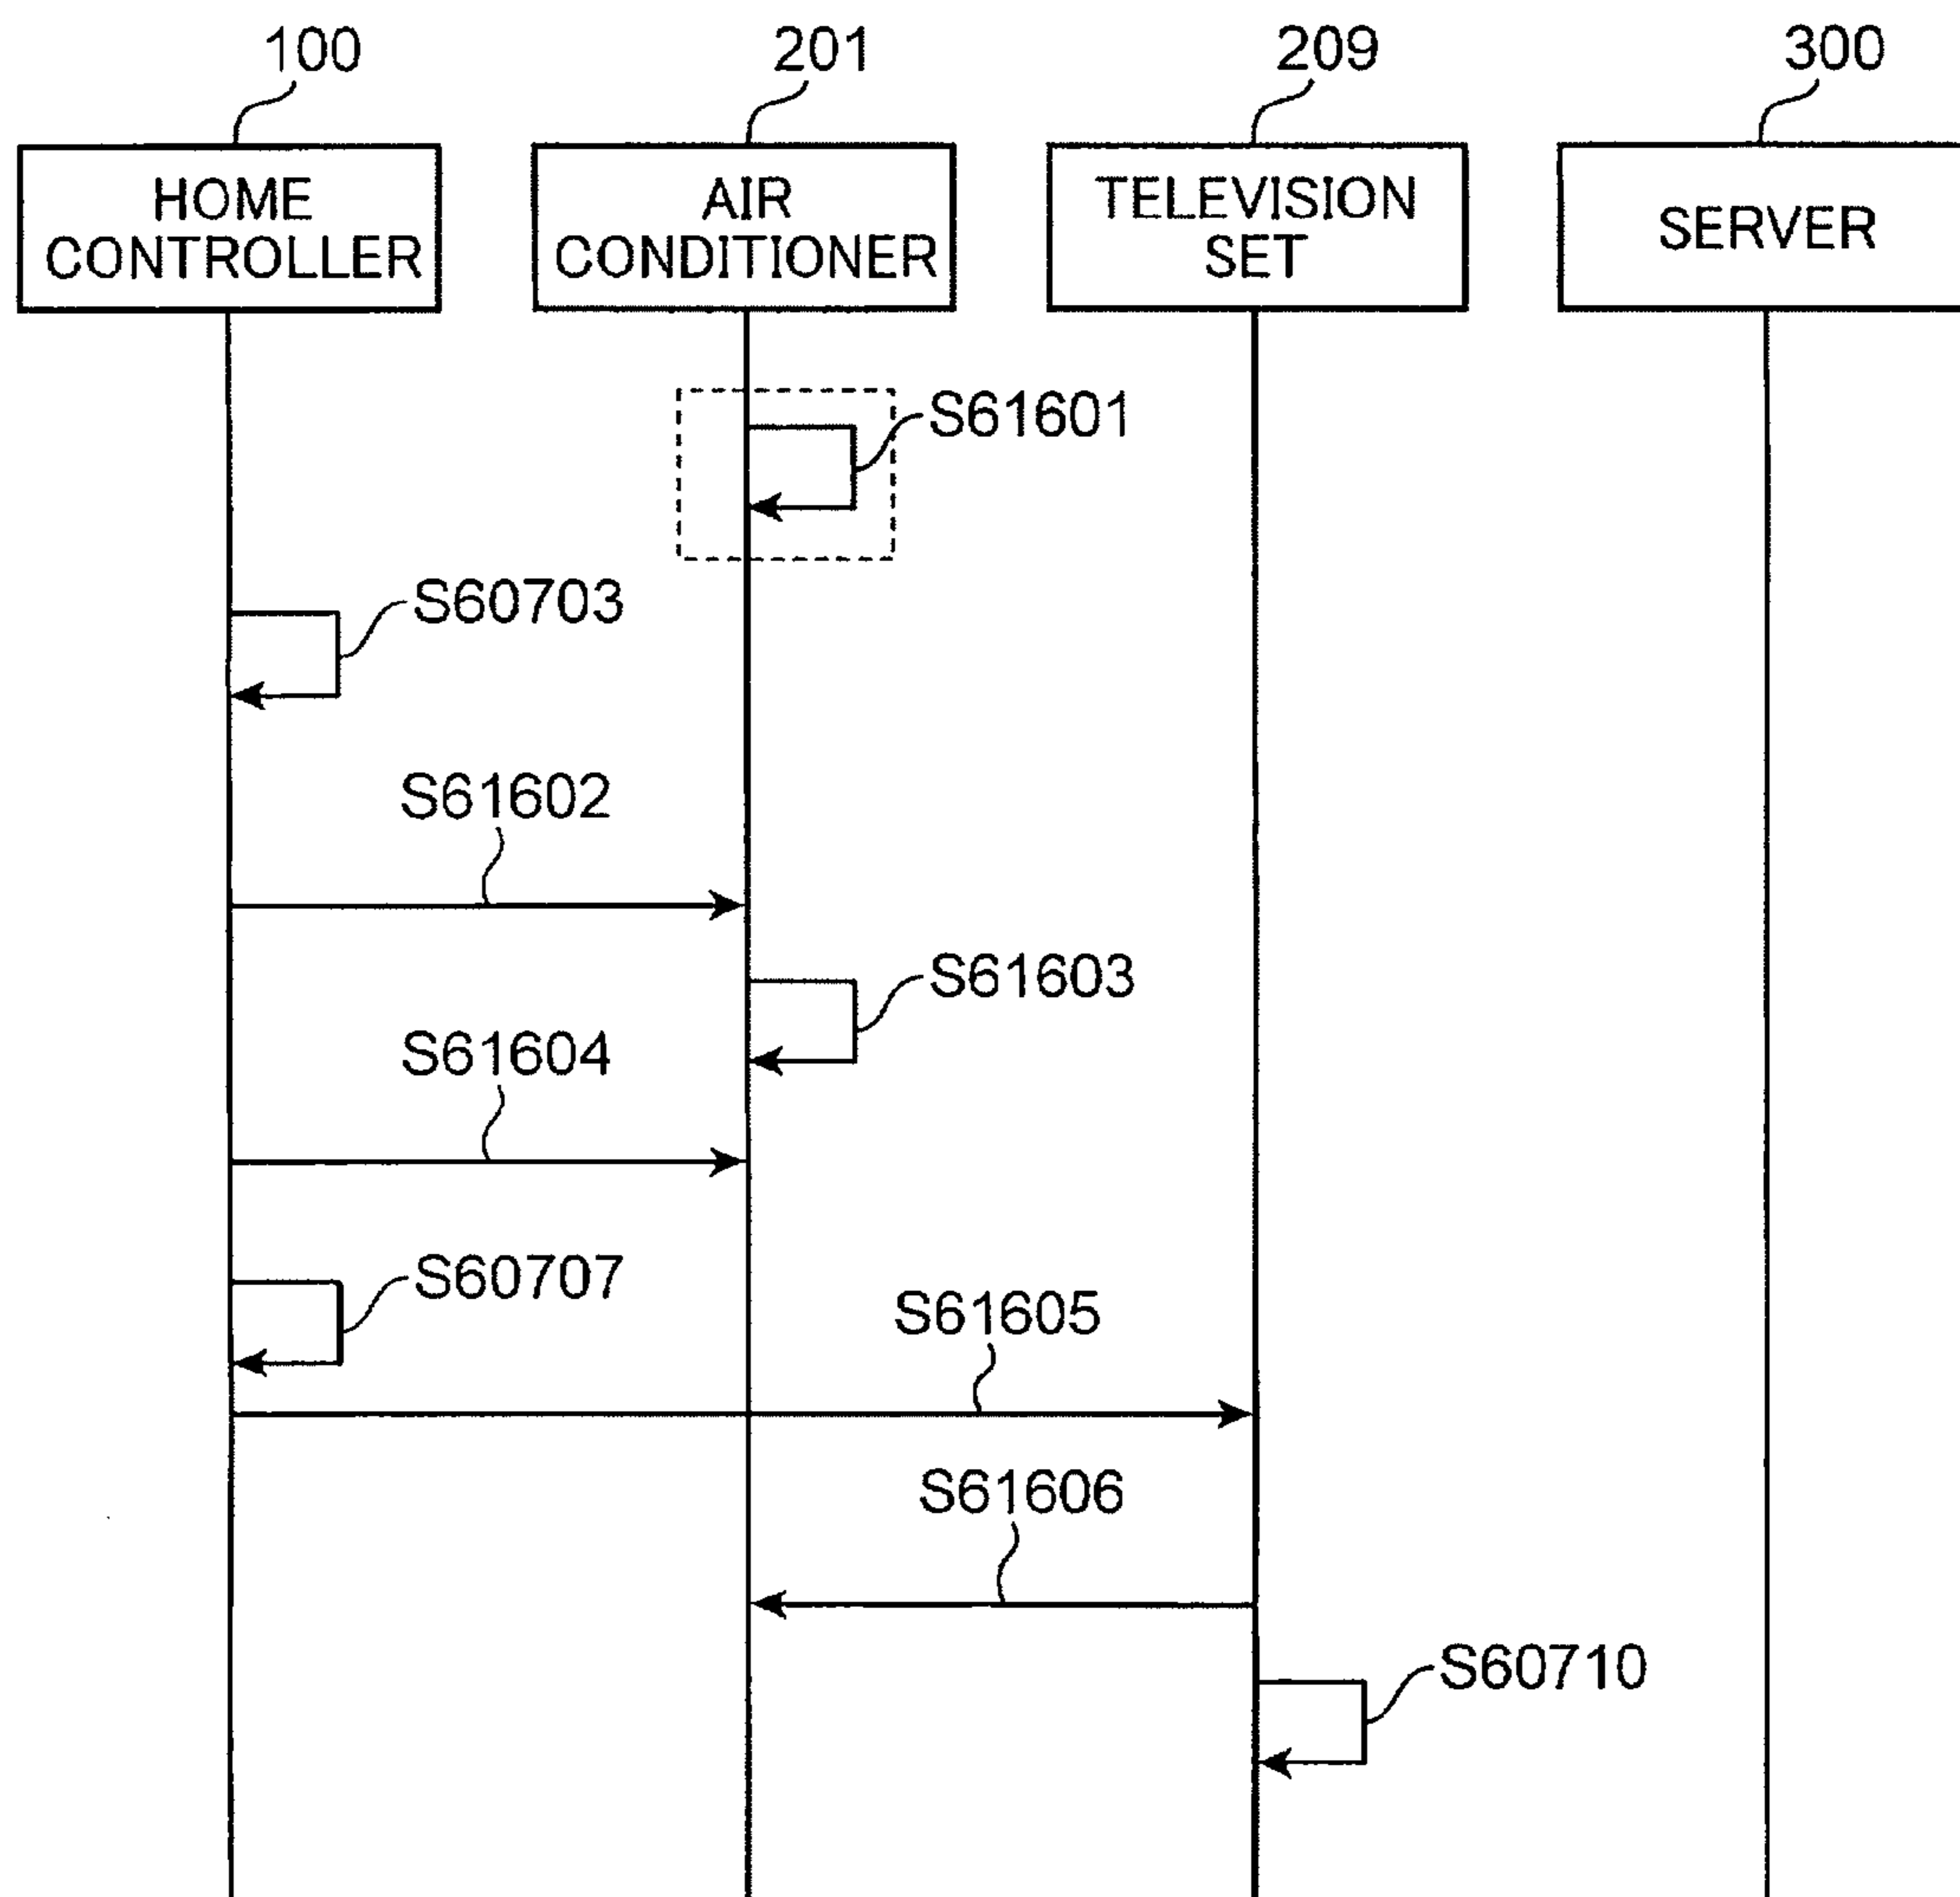 100
201
209
300
HOME
CONTROLLER
AIR
CONDITIONER
TELEVISION
SET
SERVER
S61601
S60703
S61602
S61603
S61604
S60707
S61605
S61606
S60710